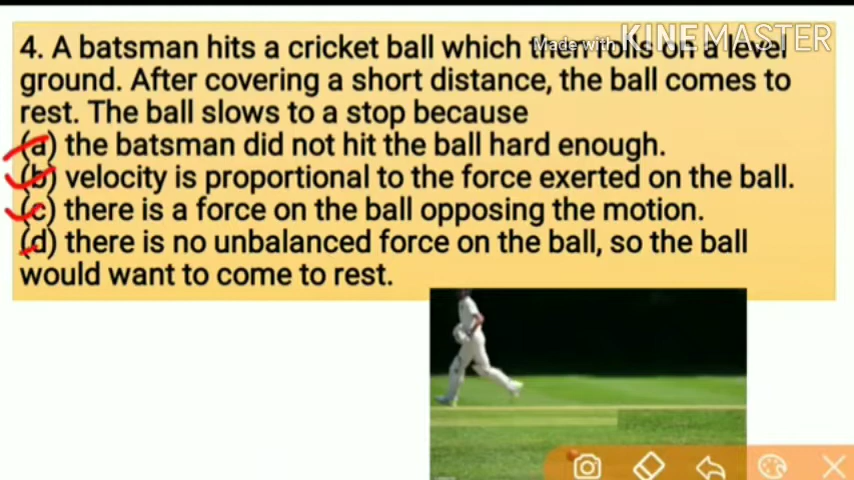 Made with KINEMASTER
4. A batsman hits a cricket ball which then rolls on a level
ground. After covering a short distance, the ball comes to
rest. The ball slows to a stop because
(a) the batsman did not hit the ball hard enough.
(b) velocity is proportional to the force exerted on the ball.
(c) there is a force on the ball opposing the motion.
(d) there is no unbalanced force on the ball, so the ball
would want to come to rest.